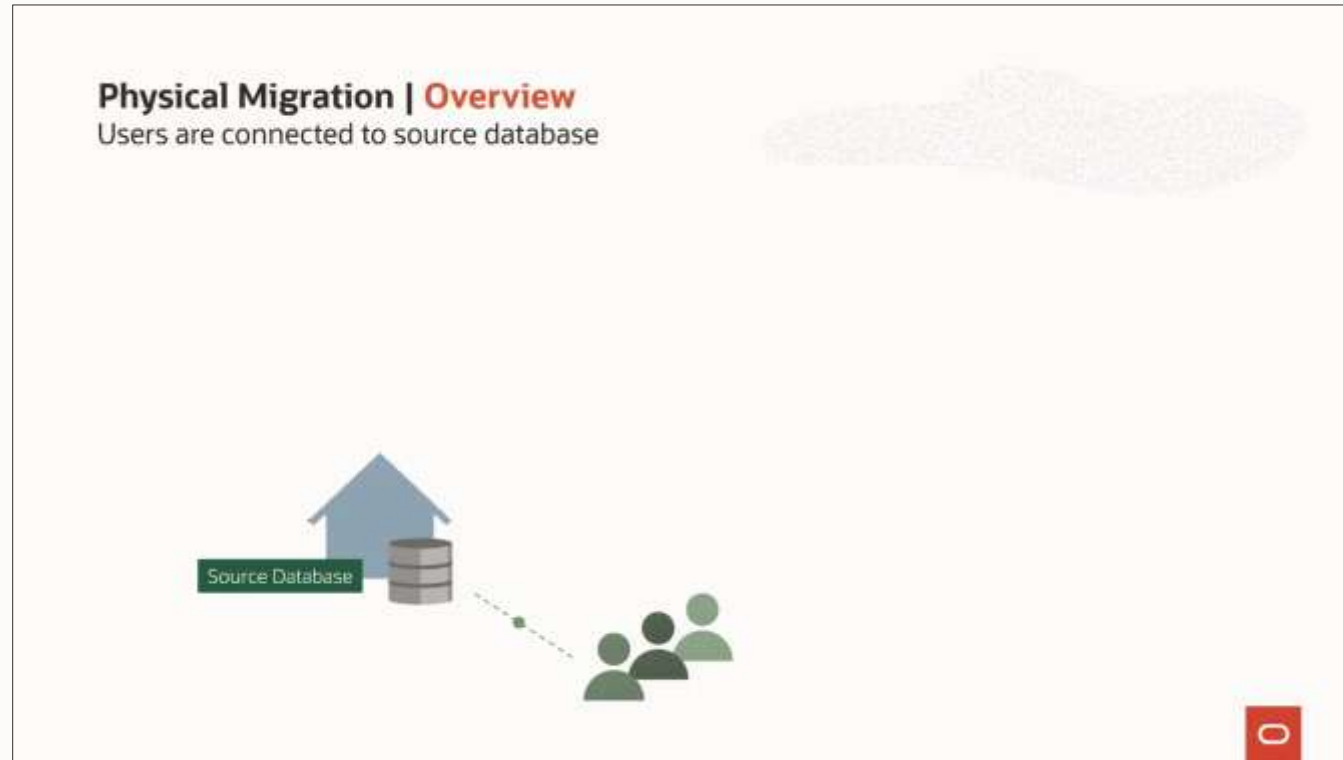 Physical Migration | Overview
Users are connected to source database
Source Database